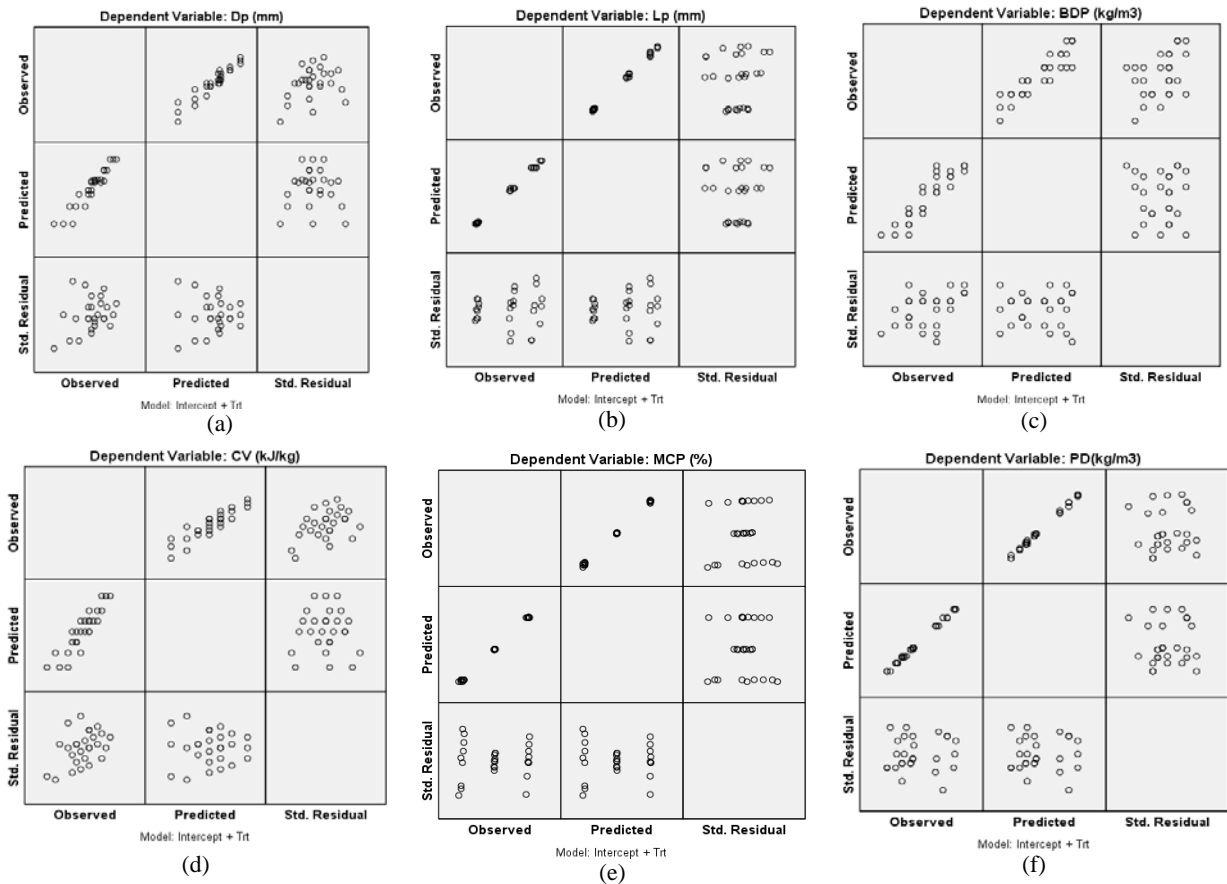 Dependent Variable: Dp (mm)
Observed
Predicted
Std. Residual
Observed Predicted Std. Residual
Model: Intercept + Trt
(a)
Dependent Variable: Lp (mm)
Observed
Predicted
Std. Residual
Observed Predicted Std. Residual
Model: Intercept + Trt
(b)
Dependent Variable: BDP (kg/m3)
Observed
Predicted
Std. Residual
Observed Predicted Std. Residual
Model: Intercept + Trt
(c)
Dependent Variable: CV (kJ/kg)
Observed
Predicted
Std. Residual
Observed Predicted Std. Residual
Model: Intercept + Trt
(d)
Dependent Variable: MCP (%)
Observed
Predicted
Std. Residual
Observed Predicted Std. Residual
Model: Intercept + Trt
(e)
Dependent Variable: PD(kg/m3)
Observed
Predicted
Std. Residual
Observed Predicted Std. Residual
Model: Intercept + Trt
(f)